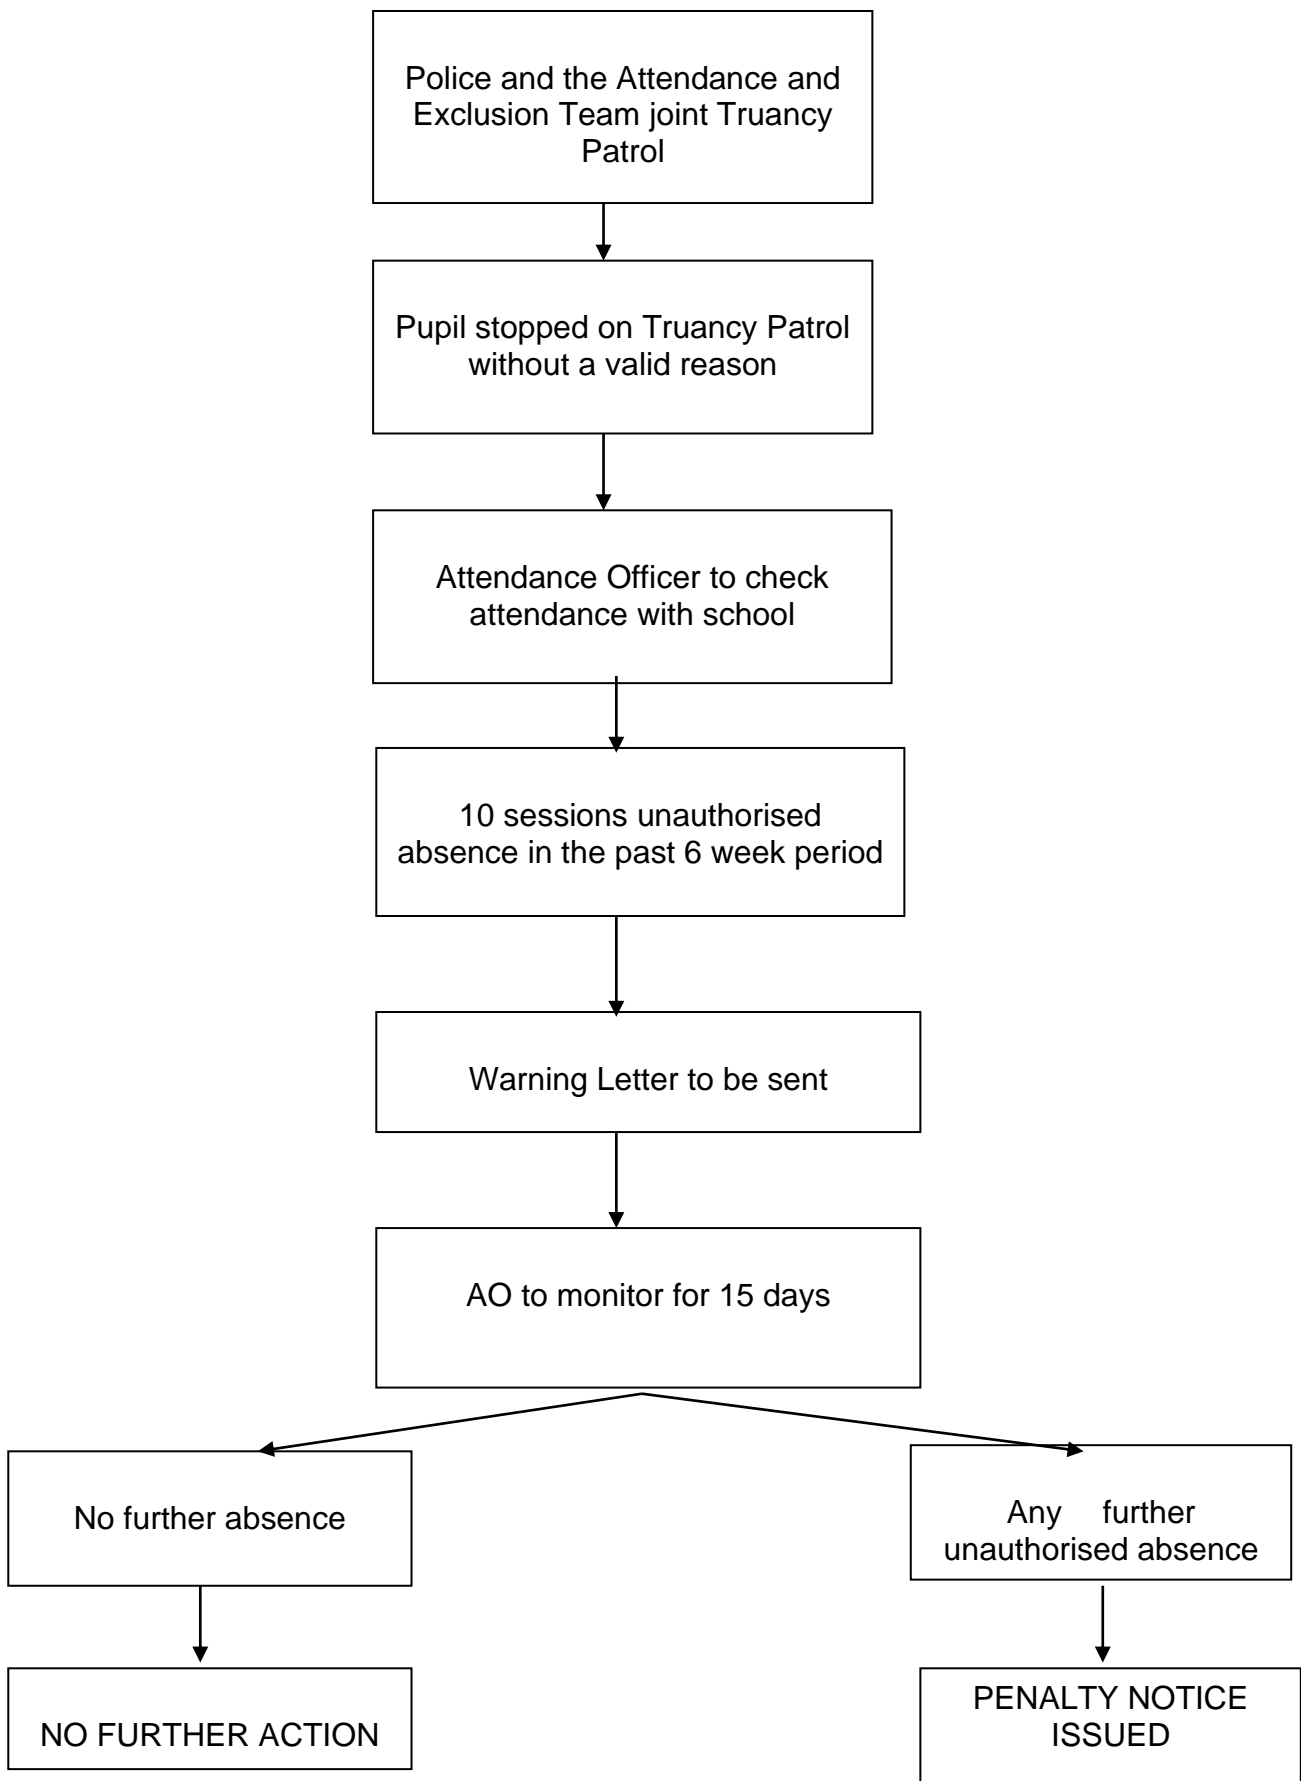 Police and the Attendance and
Exclusion Team joint Truancy
Patrol
Pupil stopped on Truancy Patrol
without a valid reason
Attendance Officer to check
attendance with school
10 sessions unauthorised
absence in the past 6 week period
Warning Letter to be sent
AO to monitor for 15 days
No further absence
Any further
unauthorised absence
NO FURTHER ACTION
PENALTY NOTICE
ISSUED